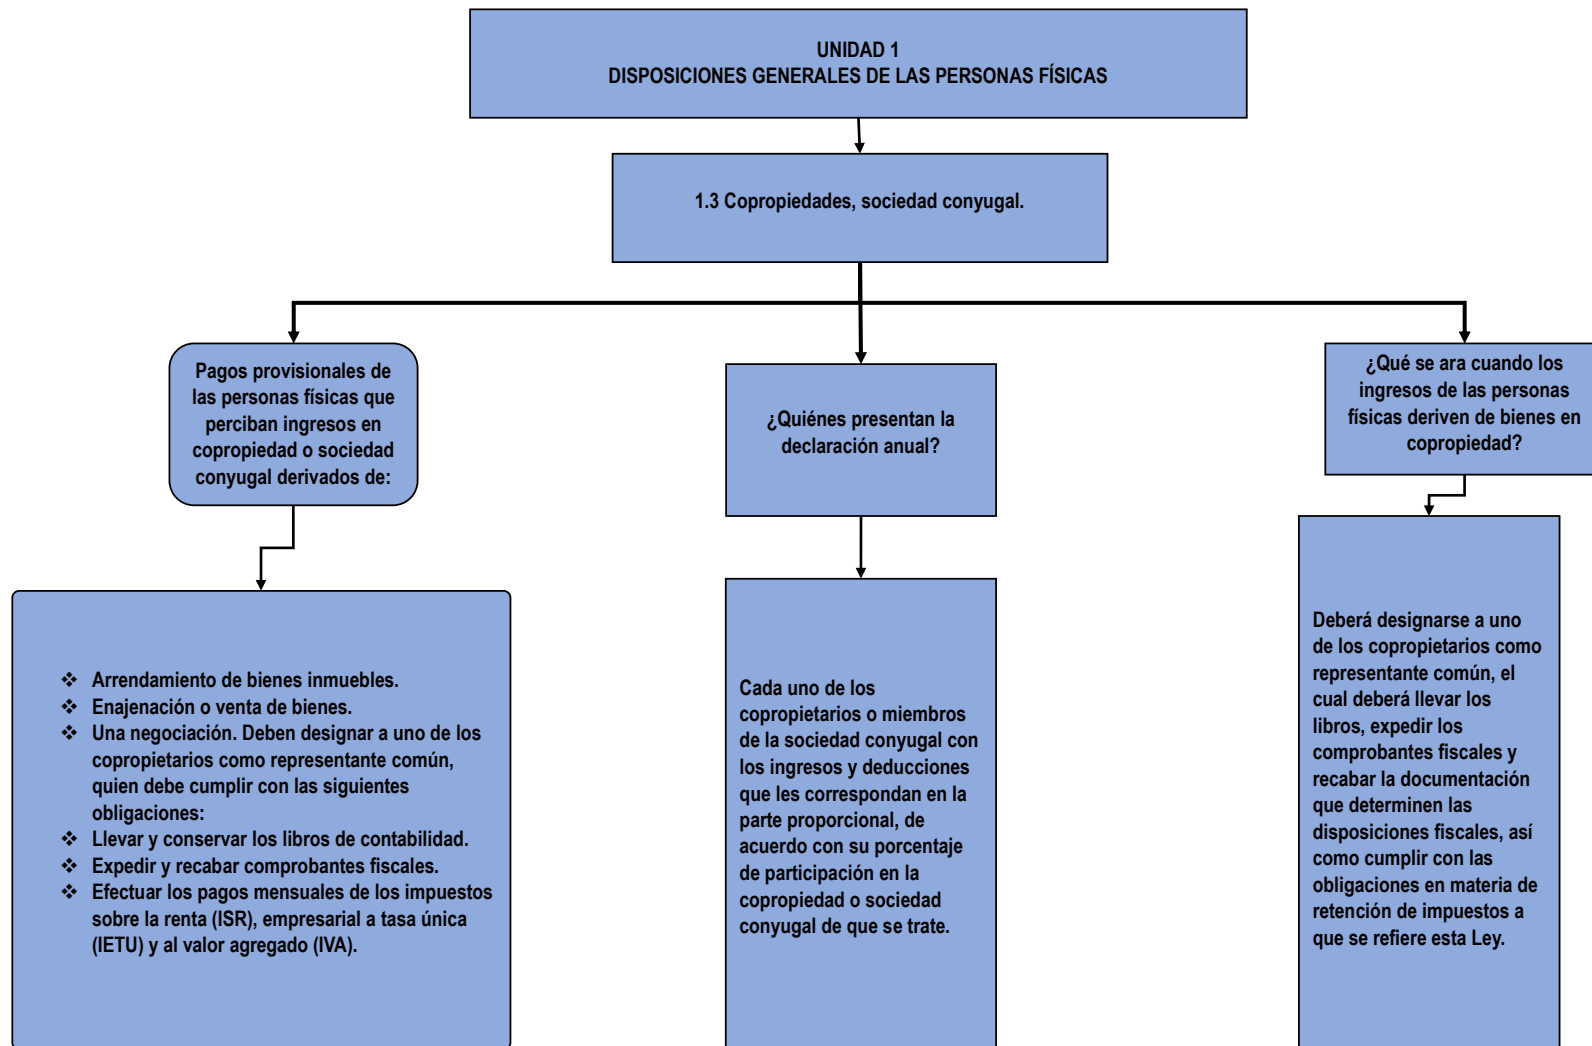 UNIDAD 1
DISPOSICIONES GENERALES DE LAS PERSONAS FÍSICAS
1.3 Copropiedades, sociedad conyugal.
Pagos provisionales de
las personas físicas que
perciban ingresos en
copropiedad o sociedad
conyugal derivados de:
❖ Arrendamiento de bienes inmuebles.
❖ Enajenación o venta de bienes.
❖ Una negociación. Deben designar a uno de los
copropietarios como representante común,
quien debe cumplir con las siguientes
obligaciones:
❖ Llevar y conservar los libros de contabilidad.
❖ Expedir y recabar comprobantes fiscales.
❖ Efectuar los pagos mensuales de los impuestos
sobre la renta (ISR), empresarial a tasa única
(IETU) y al valor agregado (IVA).
¿Quiénes presentan la
declaración anual?
Cada uno de los
copropietarios o miembros
de la sociedad conyugal con
los ingresos y deducciones
que les correspondan en la
parte proporcional, de
acuerdo con su porcentaje
de participación en la
copropiedad o sociedad
conyugal de que se trate.
¿Qué se ara cuando los
ingresos de las personas
físicas deriven de bienes en
copropiedad?
Deberá designarse a uno
de los copropietarios como
representante común, el
cual deberá llevar los
libros, expedir los
comprobantes fiscales y
recabar la documentación
que determinen las
disposiciones fiscales, así
como cumplir con las
obligaciones en materia de
retención de impuestos a
que se refiere esta Ley.